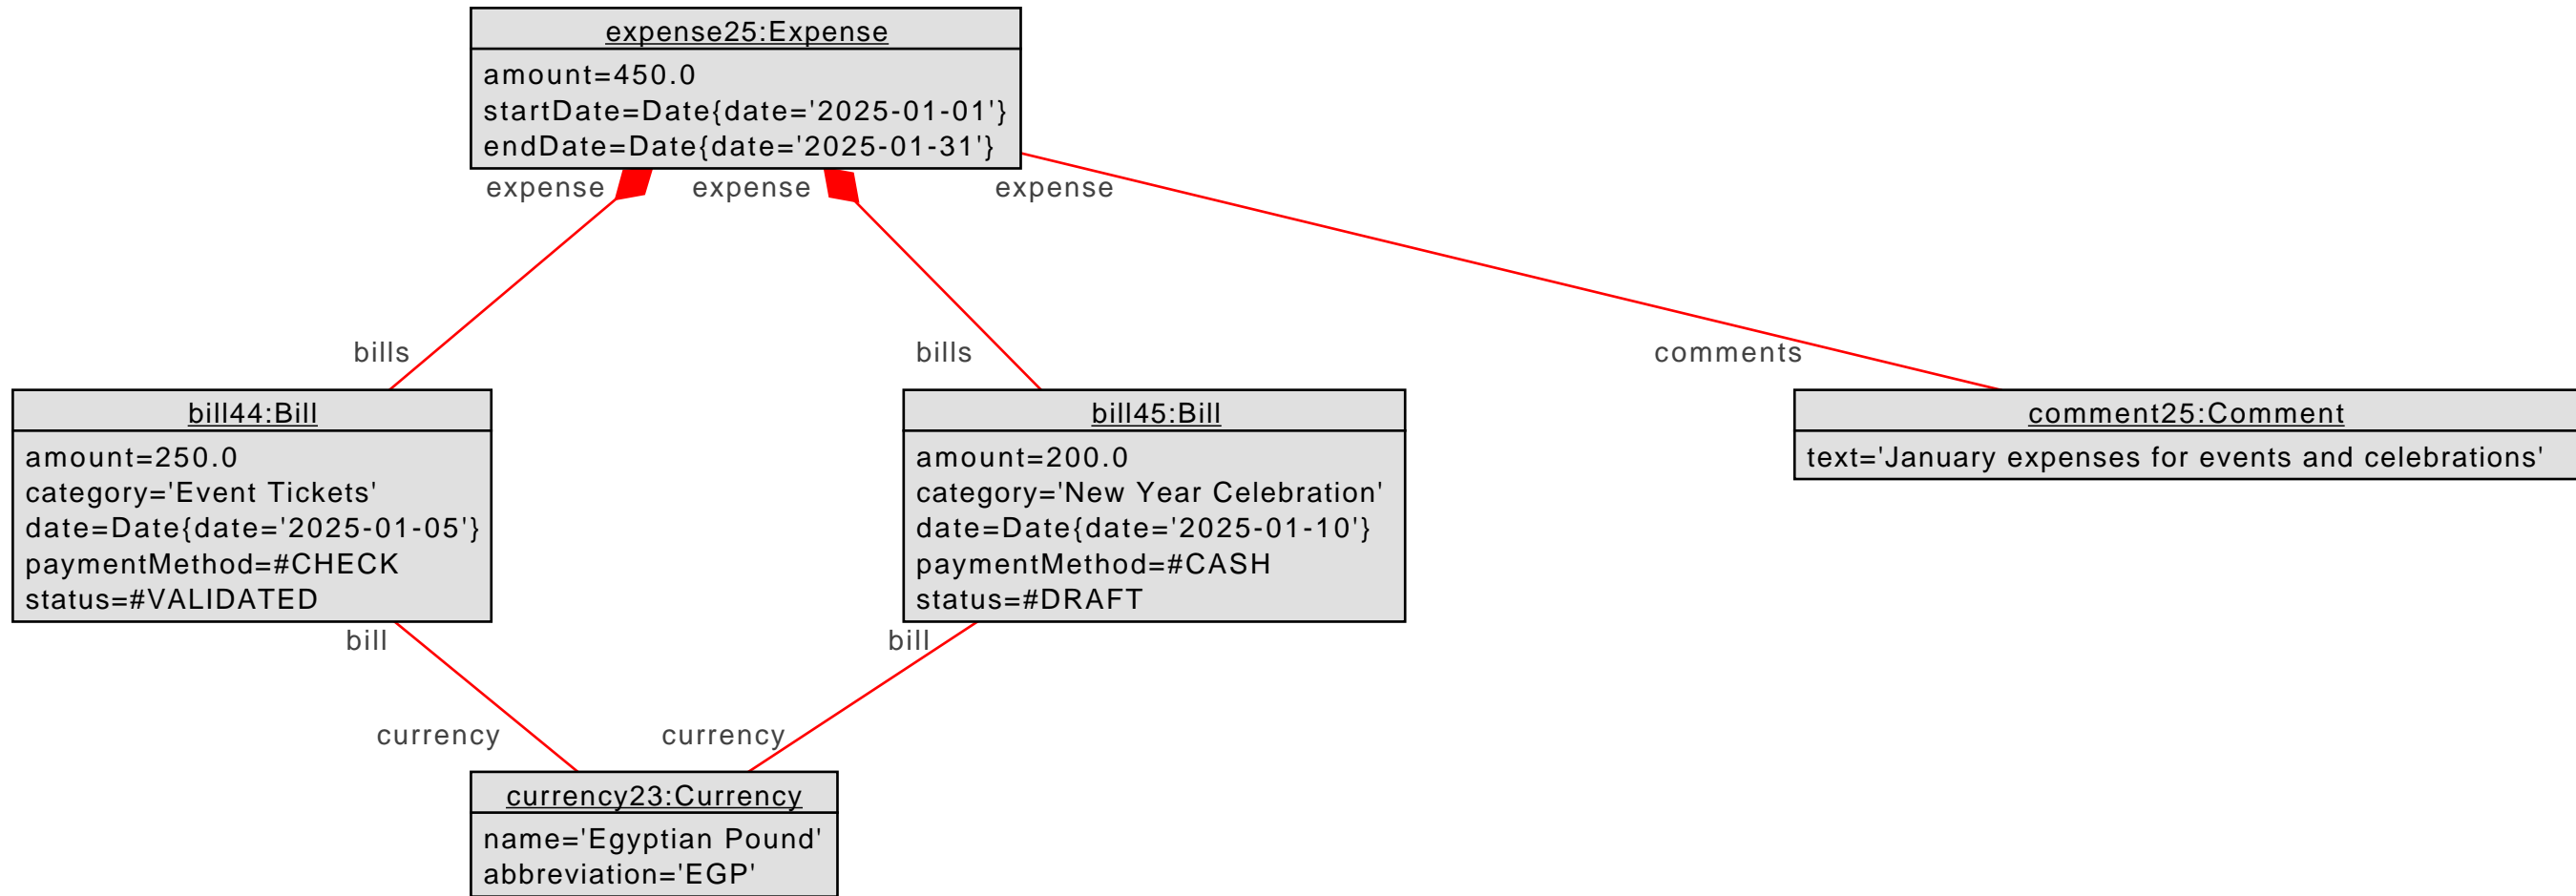 expense25:Expense
amount=450.0
startDate=Date{date='2025-01-01'}
endDate=Date{date='2025-01-31'}
expense
expense
expense
bills
bills
comments
bill44:Bill
amount=250.0
category='Event Tickets'
date=Date{date='2025-01-05'}
paymentMethod=#CHECK
status=#VALIDATED
bill45:Bill
amount=200.0
category='New Year Celebration'
date=Date{date='2025-01-10'}
paymentMethod=#CASH
status=#DRAFT
comment25:Comment
text='January expenses for events and celebrations'
bill
bill
currency
currency
currency23:Currency
name='Egyptian Pound'
abbreviation='EGP'